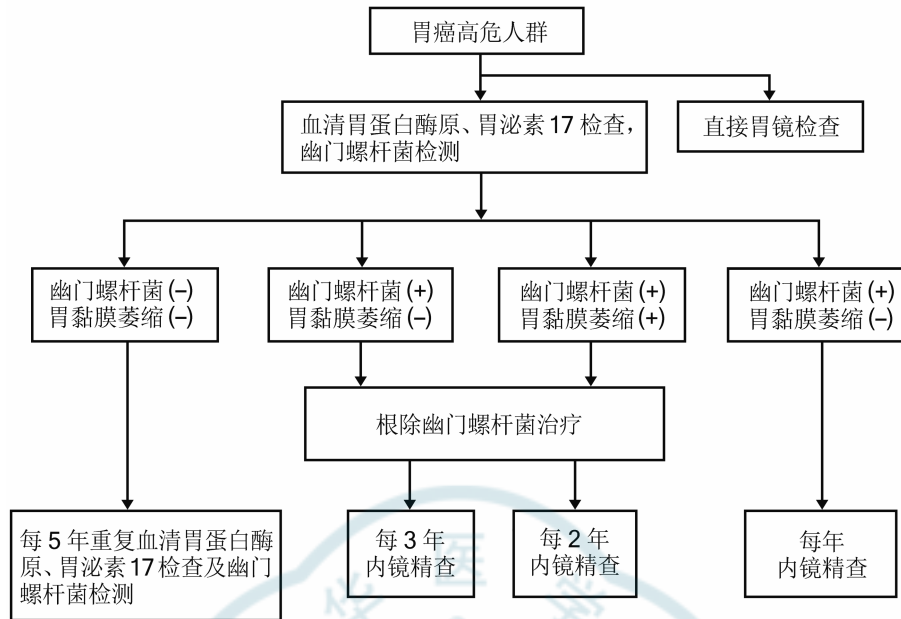 胃癌高危人群
血清胃蛋白酶原、胃泌素17检查，
幽门螺杆菌检测
直接胃镜检查
幽门螺杆菌(–)
胃黏膜萎缩(–)
幽门螺杆菌(+)
胃黏膜萎缩(–)
幽门螺杆菌(+)
胃黏膜萎缩(+)
幽门螺杆菌(+)
胃黏膜萎缩(–)
根除幽门螺杆菌治疗
每5年重复血清胃蛋白酶
原、胃泌素17检查及幽门
螺杆菌检测
每3年
内镜精查
每2年
内镜精查
每年
内镜精查
华医学